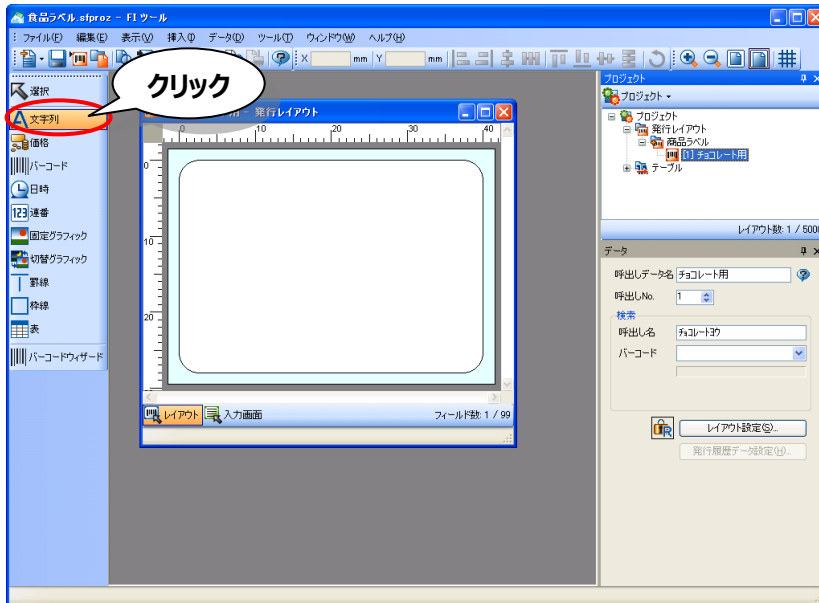 食品ラベル.sfproz - FI ツール
ファイル(F) 編集(E) 表示(V) 挿入(I) データ(D) ツール(T) ウィンドウ(W) ヘルプ(H)
X mm Y mm
クリック
選択
文字列
価格
バーコード
日時
連番
固定グラフィック
切替グラフィック
罫線
枠線
表
バーコードウィザード
用 - 発行レイアウト
0 10 20 30 40
0
10
20
レイアウト 入力画面 フィールド数: 1 / 99
プロジェクト
プロジェクト
プロジェクト
発行レイアウト
商品ラベル
[1] チョコレート用
テーブル
レイアウト数: 1 / 5000
データ
呼出しデータ名 チョコレート用
呼出しNo. 1
検索
呼出し名 チョコレートヨウ
バーコード
レイアウト設定(S)...
発行履歴データ設定(H)...